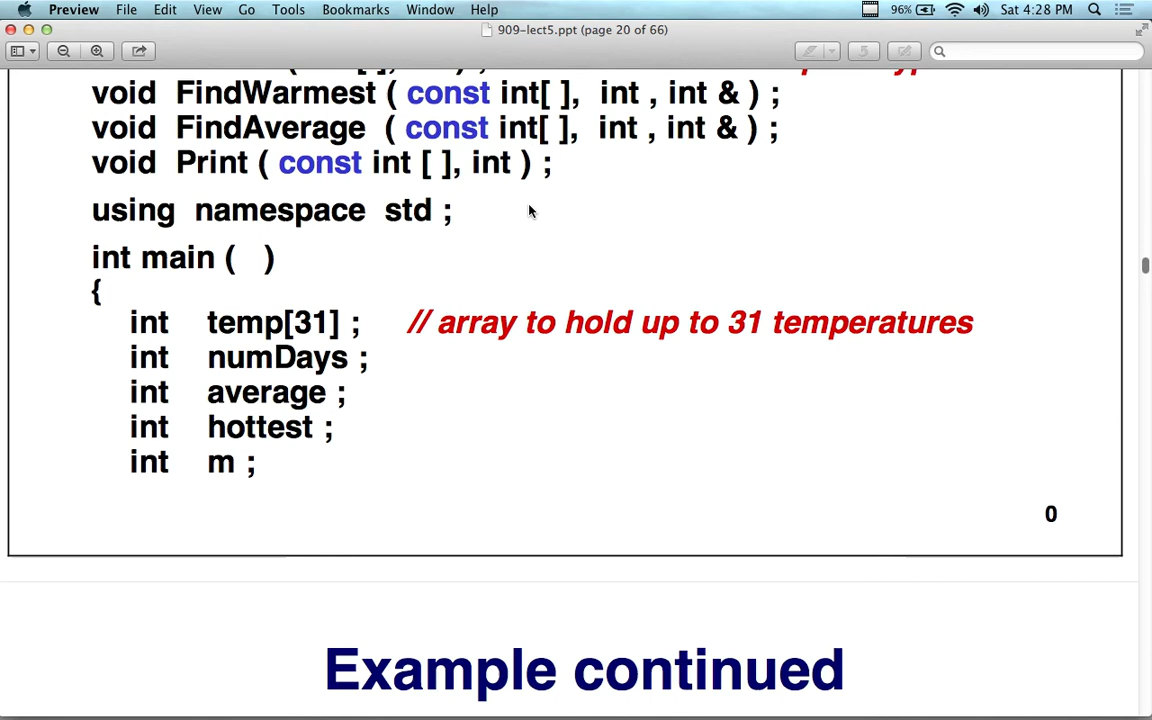 Preview File Edit View Go Tools Bookmarks Window Help 96% Sat 4:28 PM
909-lect5.ppt (page 20 of 66)
void FindWarmest ( const int[ ], int , int & ) ;
void FindAverage ( const int[ ], int , int & ) ;
void Print ( const int [ ], int ) ;
using namespace std ;
int main ( )
{
int temp[31] ; // array to hold up to 31 temperatures
int numDays ;
int average ;
int hottest ;
int m ;
0
Example continued